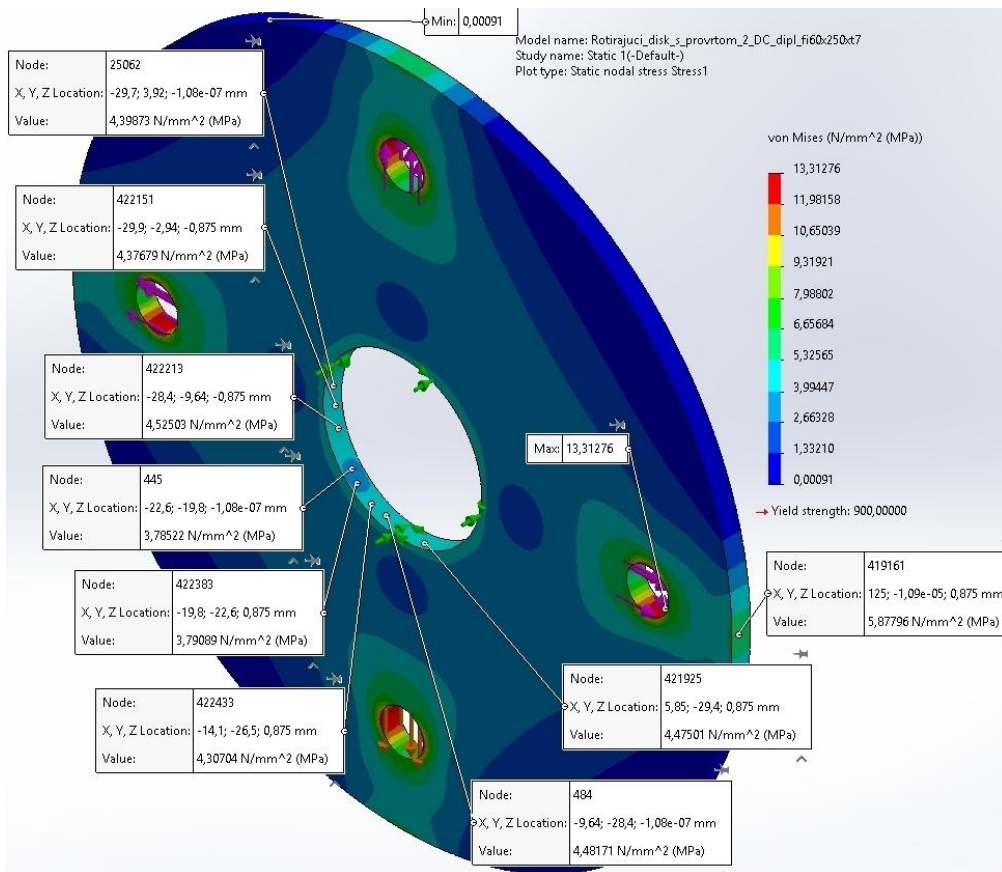 Min: 0,00091
Model name: Rotirajuci_disk_s_provrtom_2_DC_dipl_fi60x250xt7
Study name: Static 1(-Default-)
Plot type: Static nodal stress Stress1
Node: 25062
X, Y, Z Location: -29,7; 3,92; -1,08e-07 mm
Value: 4,39873 N/mm^2 (MPa)
Node: 422151
X, Y, Z Location: -29,9; -2,94; -0,875 mm
Value: 4,37679 N/mm^2 (MPa)
Node: 422213
X, Y, Z Location: -28,4; -9,64; -0,875 mm
Value: 4,52503 N/mm^2 (MPa)
Node: 445
X, Y, Z Location: -22,6; -19,8; -1,08e-07 mm
Value: 3,78522 N/mm^2 (MPa)
Node: 422383
X, Y, Z Location: -19,8; -22,6; 0,875 mm
Value: 3,79089 N/mm^2 (MPa)
Node: 422433
X, Y, Z Location: -14,1; -26,5; 0,875 mm
Value: 4,30704 N/mm^2 (MPa)
Max: 13,31276
von Mises (N/mm^2 (MPa))
13,31276
11,98158
10,65039
9,31921
7,98802
6,65684
5,32565
3,99447
2,66328
1,33210
0,00091
Yield strength: 900,00000
Node: 419161
X, Y, Z Location: 125; -1,09e-05; 0,875 mm
Value: 5,87796 N/mm^2 (MPa)
Node: 421925
X, Y, Z Location: 5,85; -29,4; 0,875 mm
Value: 4,47501 N/mm^2 (MPa)
Node: 484
X, Y, Z Location: -9,64; -28,4; -1,08e-07 mm
Value: 4,48171 N/mm^2 (MPa)